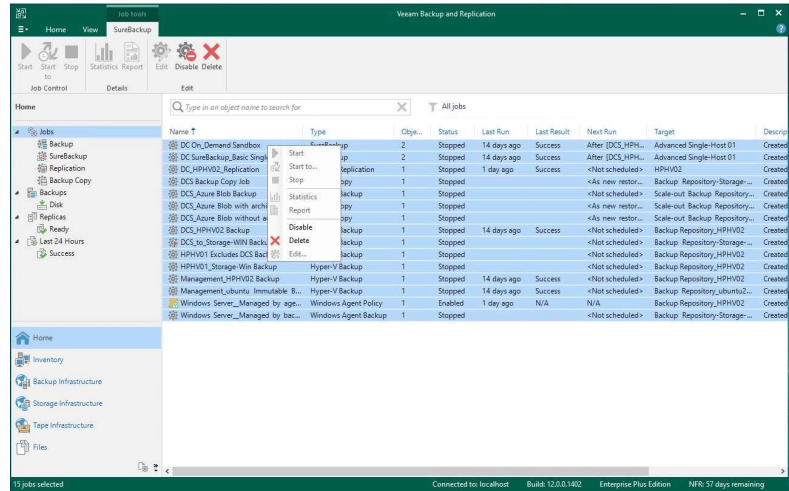 Job tools
Veeam Backup and Replication
Home View SureBackup
Start Start to Stop Statistics Report Edit Disable Delete
Job Control Details Edit
Home
Type in an object name to search for
All jobs
Jobs
Backup
SureBackup
Replication
Backup Copy
Backups
Disk
Replicas
Ready
Last 24 Hours
Success
Name Type Obje... Status Last Run Last Result Next Run Target Descrip
DC On_Demand Sandbox SureBackup 2 Stopped 14 days ago Success After [DCS_HPH... Advanced Single-Host 01 Created
DC SureBackup_Basic Singl 2 Stopped 14 days ago Success After [DCS_HPH... Advanced Single-Host 01 Created
DC_HPHV02_Replication Replication 1 Stopped 14 days ago Success <Not scheduled> HPHV02 Created
DCS Backup Copy Job 1 Stopped <As new restor... Backup Repository-Storage-... Created
DCS_Azure Blob Backup 1 Stopped <Not scheduled> Scale-out Backup Repository Created
DCS_Azure Blob with archi 1 Stopped <As new restor... Scale-out Backup Repository Created
DCS_Azure Blob without a 1 Stopped <As new restor... Scale-out Backup Repository Created
DCS_HPHV02 Backup 1 Stopped 14 days ago Success <Not scheduled> Backup Repository_HPHV02 Created
DCS_to_Storage-WIN Backu 1 Stopped <Not scheduled> Backup Repository-Storage-... Created
HPHV01 Excludes DCS Bac 1 Stopped <Not scheduled> Backup Repository_HPHV02 Created
HPHV01_Storage-Win Backup Hyper-V Backup 1 Stopped <Not scheduled> Backup Repository-Storage-... Created
Management_HPHV02 Backup Hyper-V Backup 1 Stopped 14 days ago Success <Not scheduled> Backup Repository_HPHV02 Created
Management_ubuntu Immutable B... Hyper-V Backup 1 Stopped 14 days ago Success <Not scheduled> Backup Repository_ubuntu2... Created
Windows Server__Managed by age... Windows Agent Policy 1 Enabled 1 day ago N/A N/A Backup Repository_HPHV02 Created
Windows Server__Managed by bac... Windows Agent Backup 1 Stopped <Not scheduled> Backup Repository-Storage-... Created
Start
Start to...
Stop
Statistics
Report
Disable
Delete
Edit...
Home
Inventory
Backup Infrastructure
Storage Infrastructure
Tape Infrastructure
Files
15 jobs selected
Connected to: localhost Build: 12.0.0.1402 Enterprise Plus Edition NFR: 57 days remaining